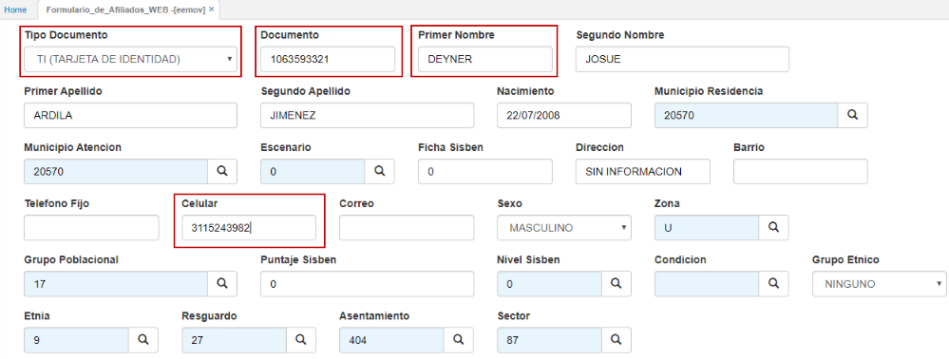 Home Formulario_de_Afiliados_WEB -[eemov] ×
Tipo Documento Documento Primer Nombre Segundo Nombre
TI (TARJETA DE IDENTIDAD) 1063593321 DEYNER JOSUE
Primer Apellido Segundo Apellido Nacimiento Municipio Residencia
ARDILA JIMENEZ 22/07/2008 20570
Municipio Atencion Escenario Ficha Sisben Direccion Barrio
20570 0 0 SIN INFORMACION
Telefono Fijo Celular Correo Sexo Zona
3115243982 MASCULINO U
Grupo Poblacional Puntaje Sisben Nivel Sisben Condicion Grupo Etnico
17 0 0 NINGUNO
Etnia Resguardo Asentamiento Sector
9 27 404 87